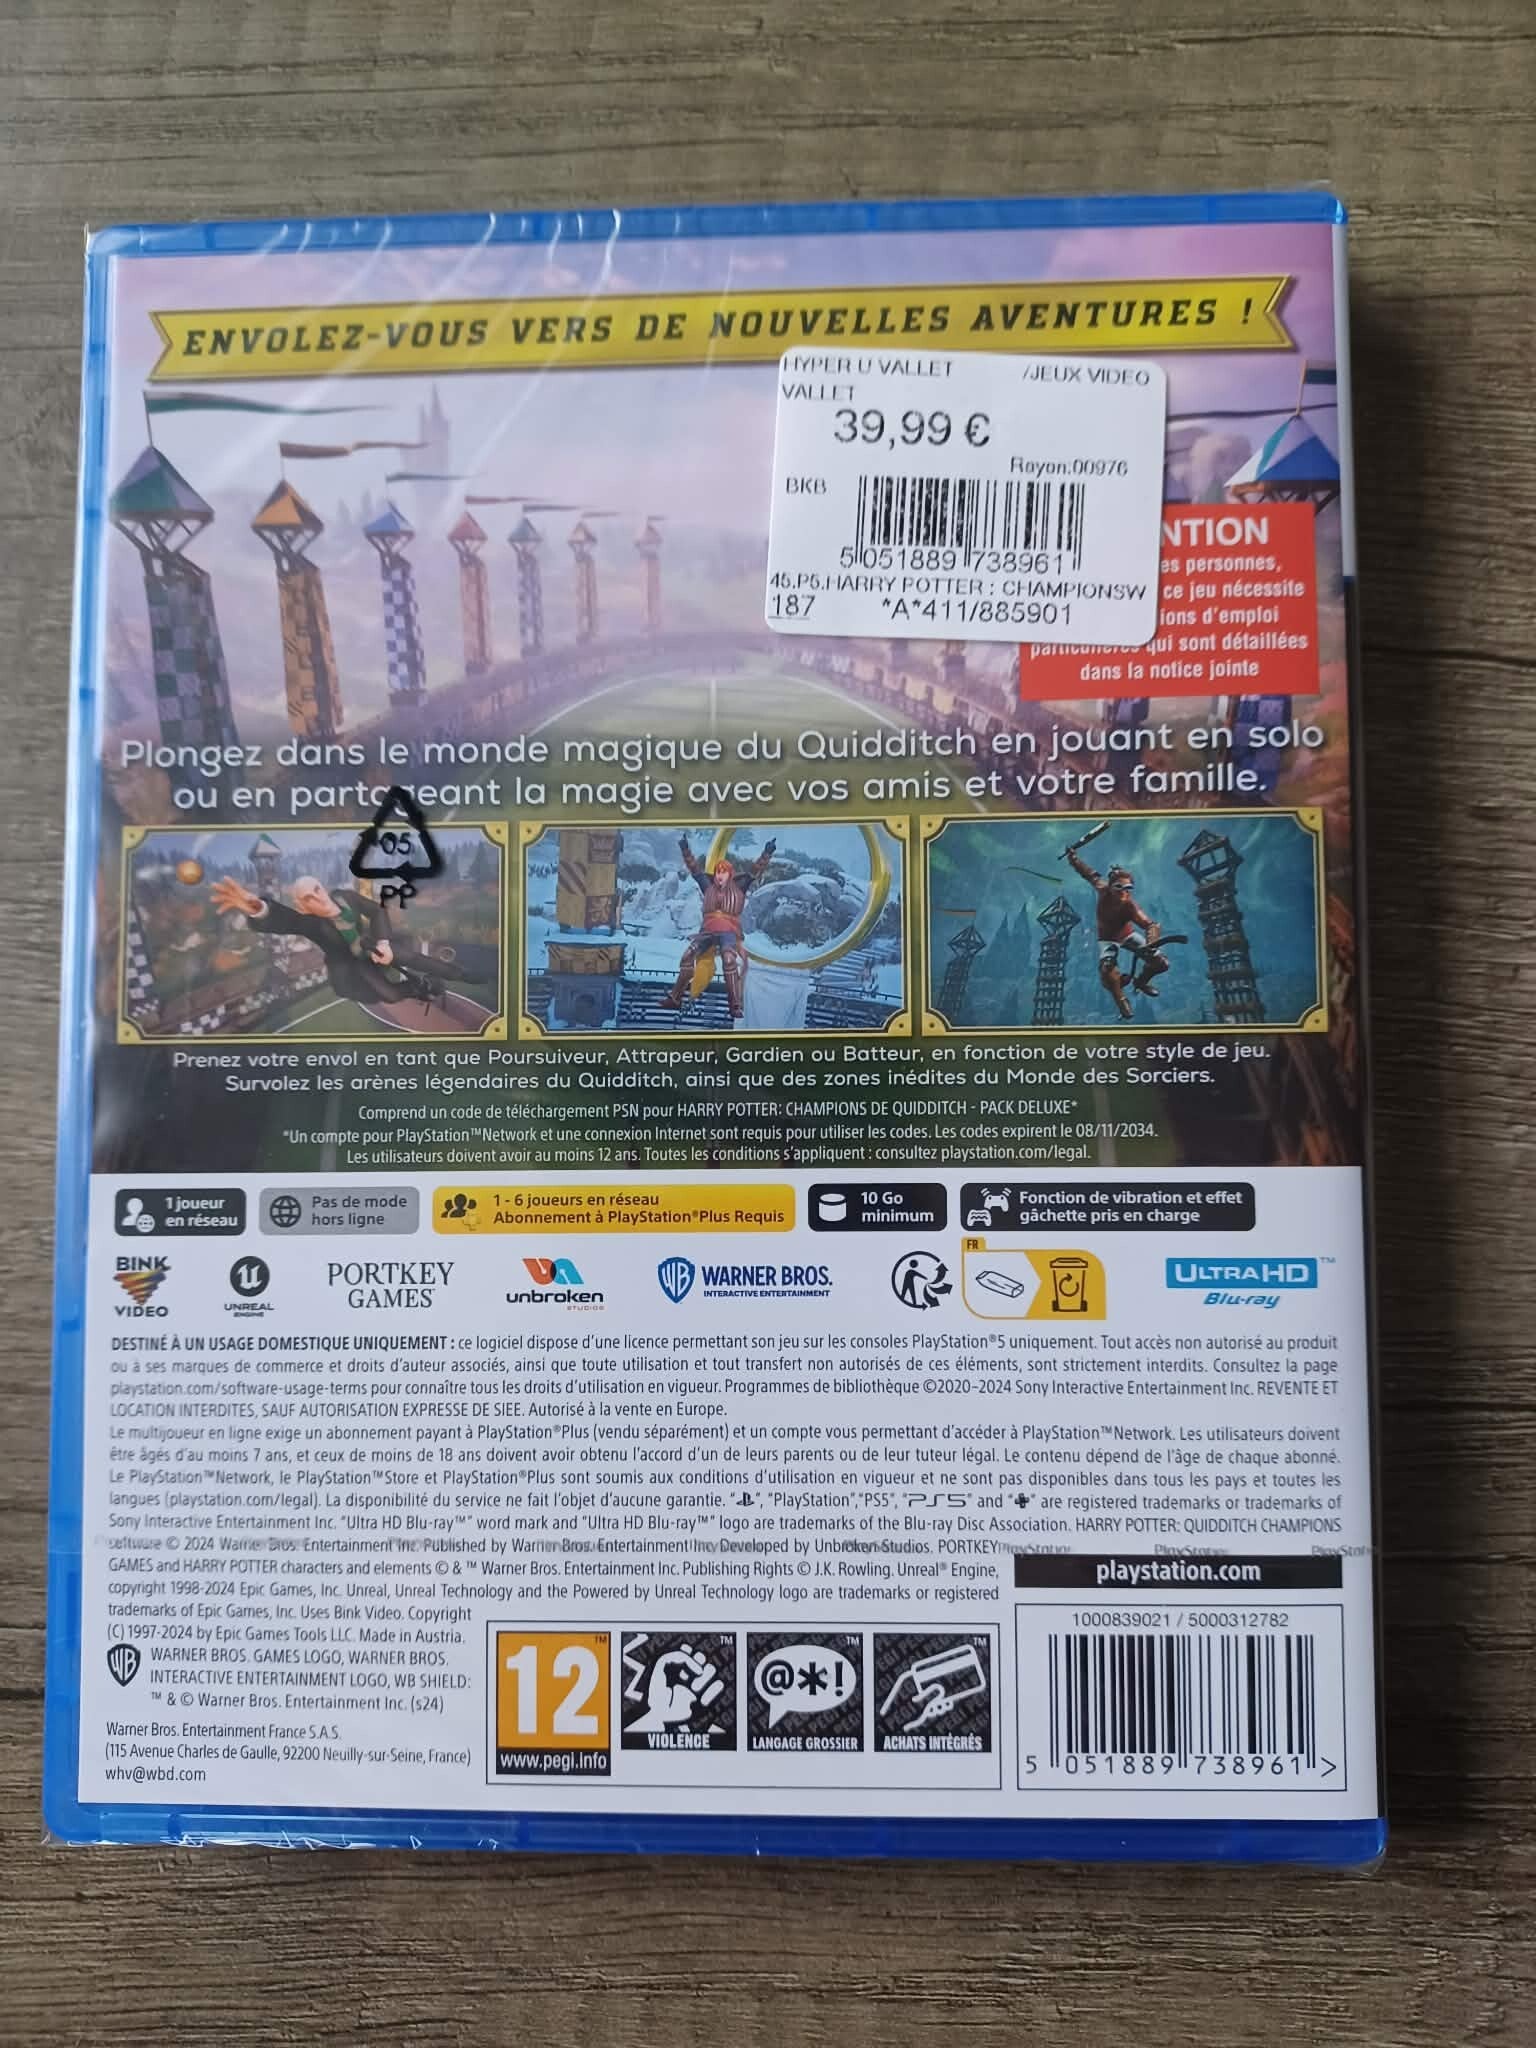 ENVOLEZ-VOUS VERS DE NOUVELLES AVENTURES !
HYPER U VALLET /JEUX VIDEO
VALLET
39,99 €
Rayon:00976
BKB
5 051889 738961
45.P5.HARRY POTTER : CHAMPIONSW
187 *A*411/885901
NTION
es personnes,
ce jeu nécessite
ions d'emploi
particulières qui sont détaillées
dans la notice jointe
Plongez dans le monde magique du Quidditch en jouant en solo
ou en partageant la magie avec vos amis et votre famille.
05
PP
Prenez votre envol en tant que Poursuiveur, Attrapeur, Gardien ou Batteur, en fonction de votre style de jeu.
Survolez les arènes légendaires du Quidditch, ainsi que des zones inédites du Monde des Sorciers.
Comprend un code de téléchargement PSN pour HARRY POTTER: CHAMPIONS DE QUIDDITCH - PACK DELUXE*
*Un compte pour PlayStation™Network et une connexion Internet sont requis pour utiliser les codes. Les codes expirent le 08/11/2034.
Les utilisateurs doivent avoir au moins 12 ans. Toutes les conditions s'appliquent : consultez playstation.com/legal.
1 joueur
en réseau
Pas de mode
hors ligne
1 - 6 joueurs en réseau
Abonnement à PlayStation®Plus Requis
10 Go
minimum
Fonction de vibration et effet
gâchette pris en charge
BINK
VIDEO
UNREAL
ENGINE
PORTKEY
GAMES
unbroken
STUDIOS
WB WARNER BROS.
INTERACTIVE ENTERTAINMENT
FR
ULTRA HD™
Blu-ray
DESTINÉ À UN USAGE DOMESTIQUE UNIQUEMENT : ce logiciel dispose d'une licence permettant son jeu sur les consoles PlayStation®5 uniquement. Tout accès non autorisé au produit
ou à ses marques de commerce et droits d'auteur associés, ainsi que toute utilisation et tout transfert non autorisés de ces éléments, sont strictement interdits. Consultez la page
playstation.com/software-usage-terms pour connaître tous les droits d'utilisation en vigueur. Programmes de bibliothèque ©2020-2024 Sony Interactive Entertainment Inc. REVENTE ET
LOCATION INTERDITES, SAUF AUTORISATION EXPRESSE DE SIEE. Autorisé à la vente en Europe.
Le multijoueur en ligne exige un abonnement payant à PlayStation®Plus (vendu séparément) et un compte vous permettant d'accéder à PlayStation™Network. Les utilisateurs doivent
être âgés d'au moins 7 ans, et ceux de moins de 18 ans doivent avoir obtenu l'accord d'un de leurs parents ou de leur tuteur légal. Le contenu dépend de l'âge de chaque abonné.
Le PlayStation™Network, le PlayStation™Store et PlayStation®Plus sont soumis aux conditions d'utilisation en vigueur et ne sont pas disponibles dans tous les pays et toutes les
langues (playstation.com/legal). La disponibilité du service ne fait l'objet d'aucune garantie. "", "PlayStation","PS5", "PS5" and "" are registered trademarks or trademarks of
Sony Interactive Entertainment Inc. "Ultra HD Blu-ray™" word mark and "Ultra HD Blu-ray™" logo are trademarks of the Blu-ray Disc Association. HARRY POTTER: QUIDDITCH CHAMPIONS
software © 2024 Warner Bros. Entertainment Inc. Published by Warner Bros. Entertainment Inc. Developed by Unbroken Studios. PORTKEY
PlayStation PlayStation PlayStation
GAMES and HARRY POTTER characters and elements © & ™ Warner Bros. Entertainment Inc. Publishing Rights © J.K. Rowling. Unreal® Engine,
copyright 1998-2024 Epic Games, Inc. Unreal, Unreal Technology and the Powered by Unreal Technology logo are trademarks or registered
trademarks of Epic Games, Inc. Uses Bink Video. Copyright
(C) 1997-2024 by Epic Games Tools LLC. Made in Austria.
WB WARNER BROS. GAMES LOGO, WARNER BROS.
INTERACTIVE ENTERTAINMENT LOGO, WB SHIELD:
™ & © Warner Bros. Entertainment Inc. (s24)
Warner Bros. Entertainment France S.A.S.
(115 Avenue Charles de Gaulle, 92200 Neuilly-sur-Seine, France)
whv@wbd.com
12™
www.pegi.info
VIOLENCE
@*!
LANGAGE GROSSIER
ACHATS INTÉGRÉS
playstation.com
1000839021 / 5000312782
5 051889 738961 >